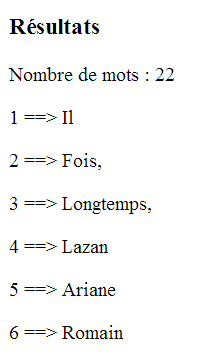 Résultats
Nombre de mots : 22
1 ==> Il
2 ==> Fois,
3 ==> Longtemps,
4 ==> Lazan
5 ==> Ariane
6 ==> Romain